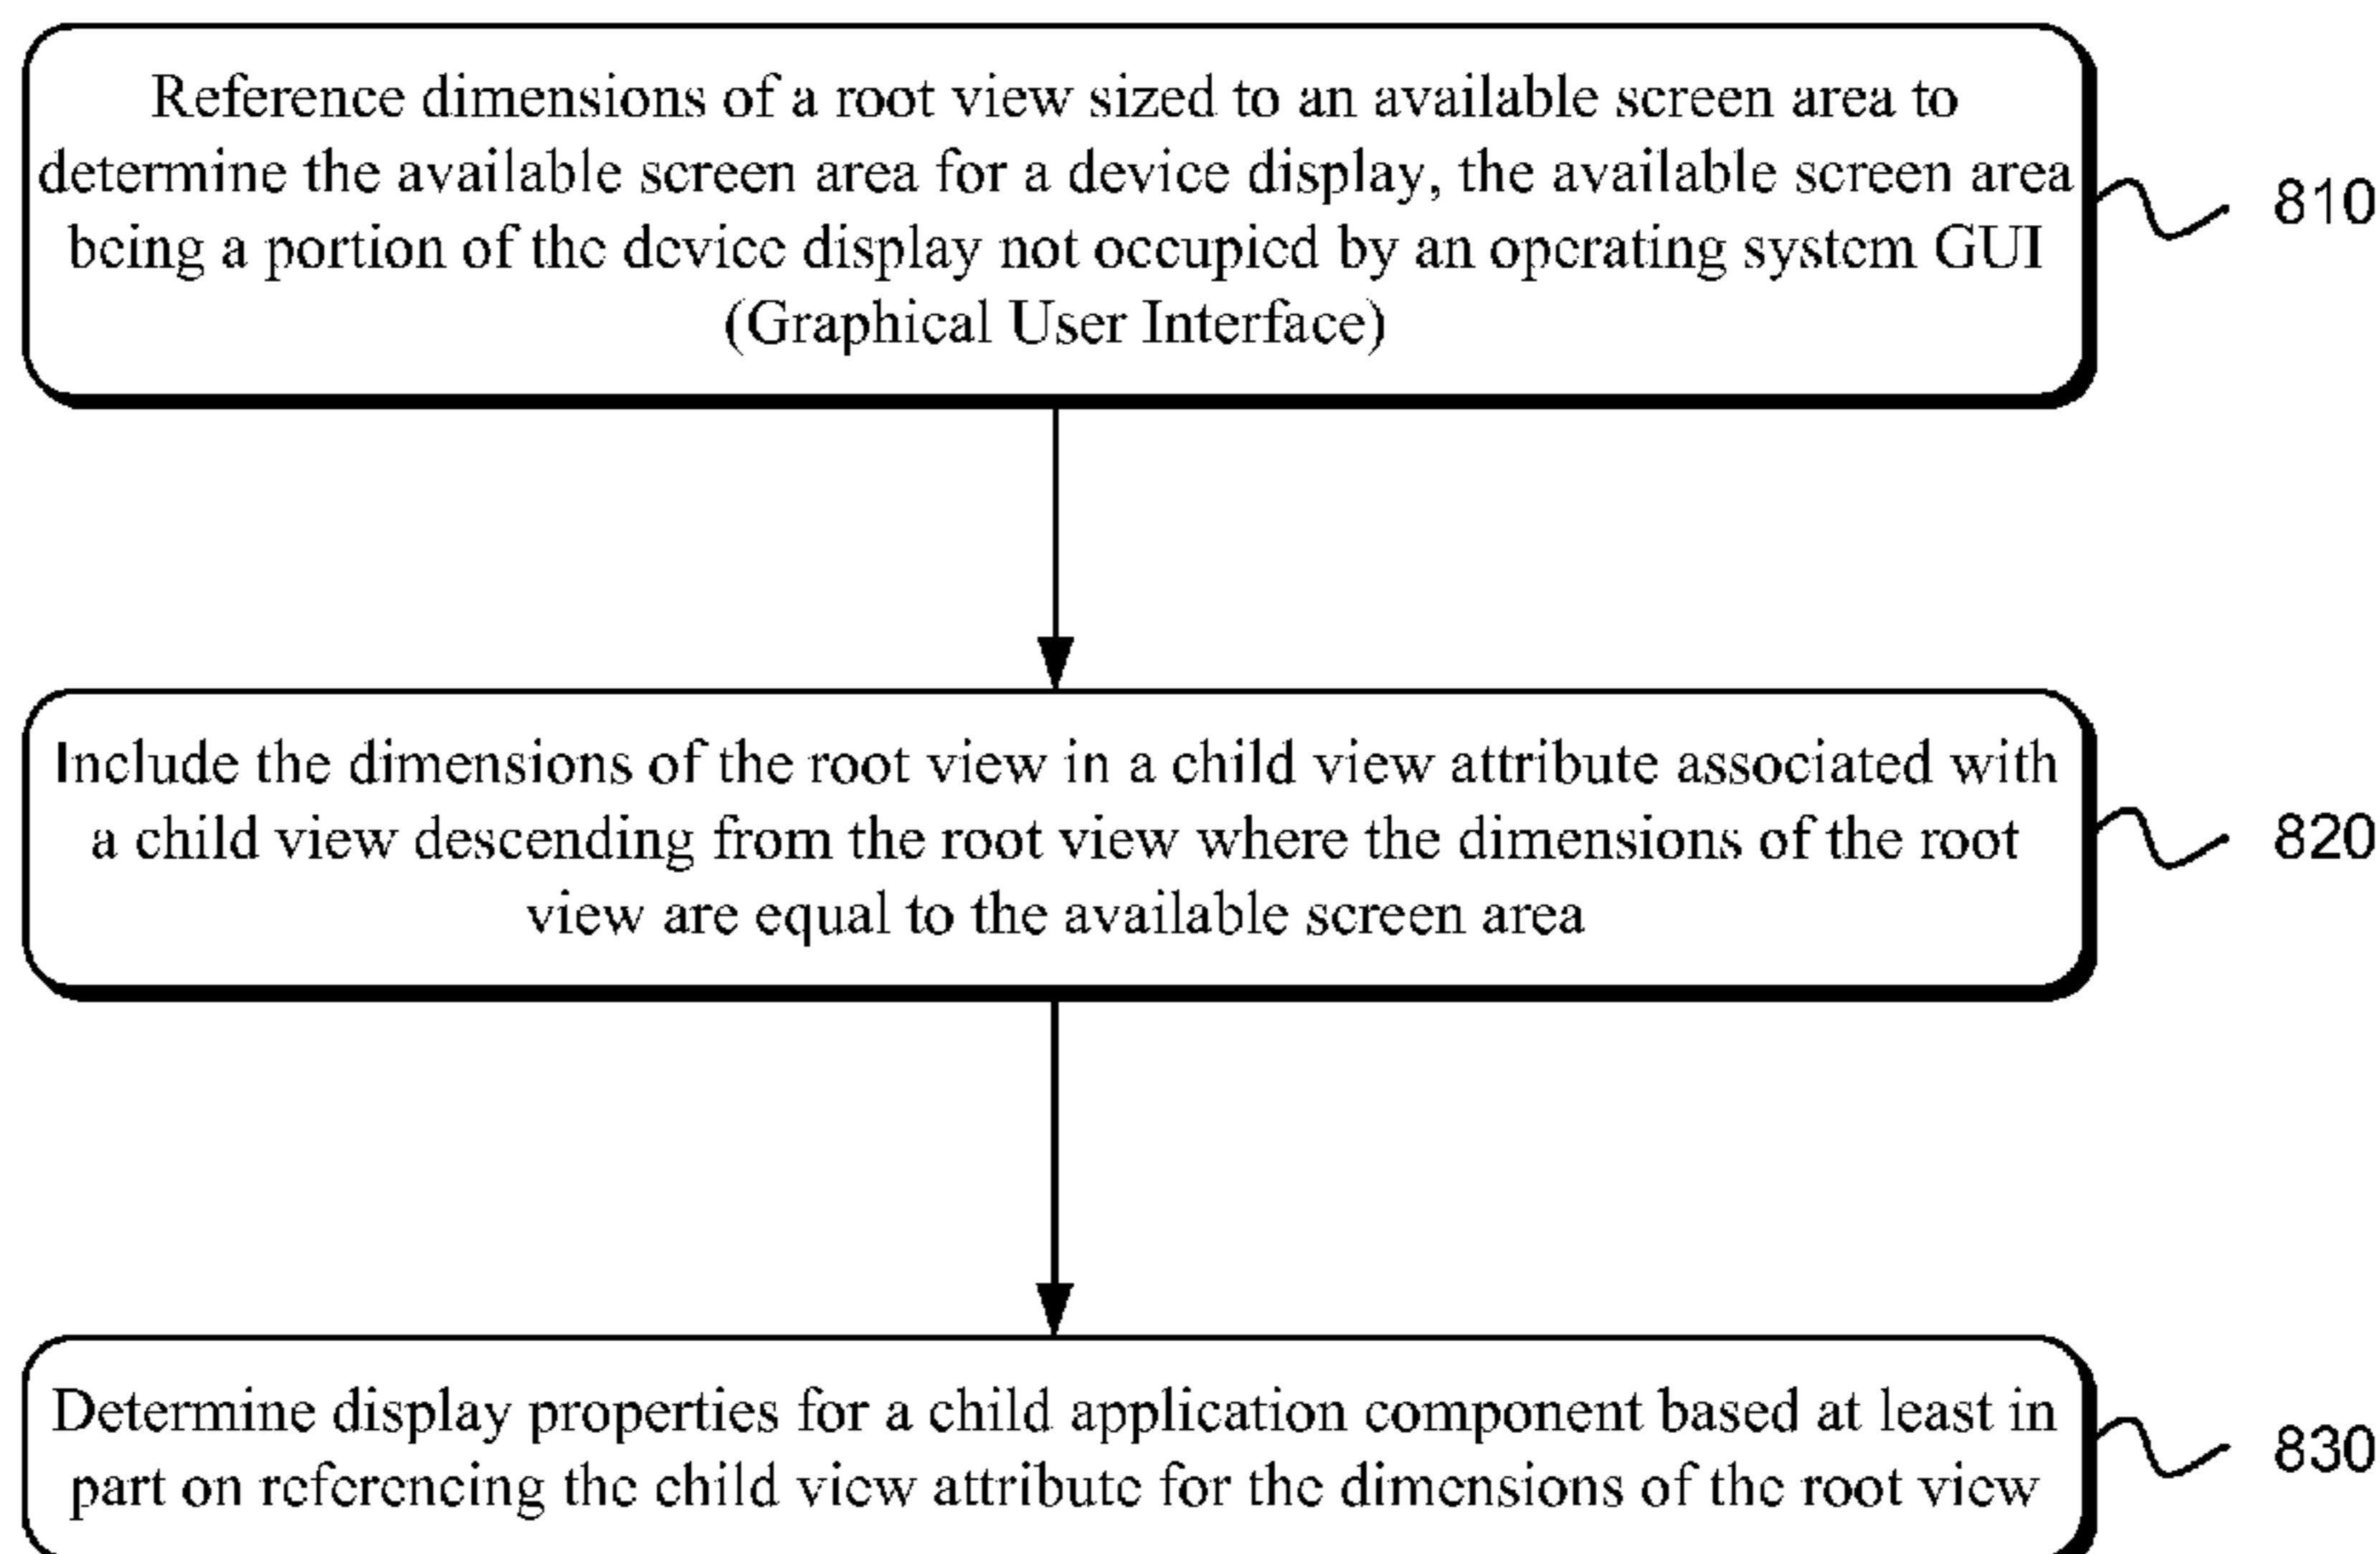 Reference dimensions of a root view sized to an available screen area to
determine the available screen area for a device display, the available screen area
being a portion of the device display not occupied by an operating system GUI
(Graphical User Interface)
810
Include the dimensions of the root view in a child view attribute associated with
a child view descending from the root view where the dimensions of the root
view are equal to the available screen area
820
Determine display properties for a child application component based at least in
part on referencing the child view attribute for the dimensions of the root view
830